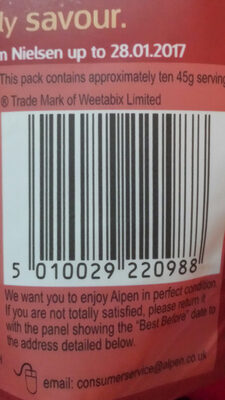 ly savour.
m Nielsen up to 28.01.2017
This pack contains approximately ten 45g serving
® Trade Mark of Weetabix Limited
5 010029 220988
We want you to enjoy Alpen in perfect condition.
If you are not totally satisfied, please return it
with the panel showing the "Best Before" date to
the address detailed below.
email: consumerservice@alpen.co.uk